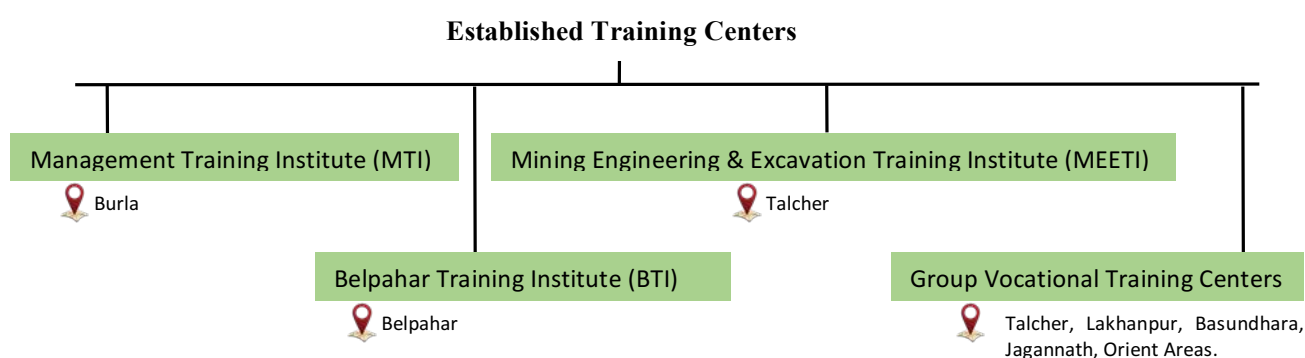 Established Training Centers
Management Training Institute (MTI)
Burla
Mining Engineering & Excavation Training Institute (MEETI)
Talcher
Belpahar Training Institute (BTI)
Belpahar
Group Vocational Training Centers
Talcher, Lakhanpur, Basundhara,
Jagannath, Orient Areas.